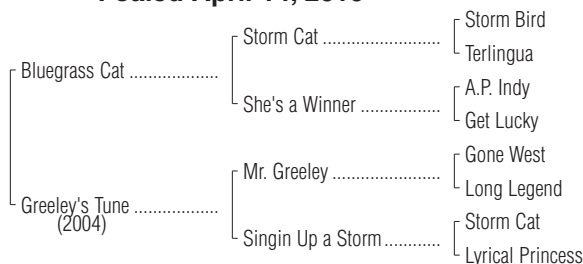 Foaled April
Storm Bird
Storm Cat ........................
Terlingua
Bluegrass Cat ..................
A.P. Indy
She's a Winner ................
Get Lucky
Gone West
Mr. Greeley ......................
Long Legend
Greeley's Tune .................
(2004)
Storm Cat
Singin Up a Storm ............
Lyrical Princess